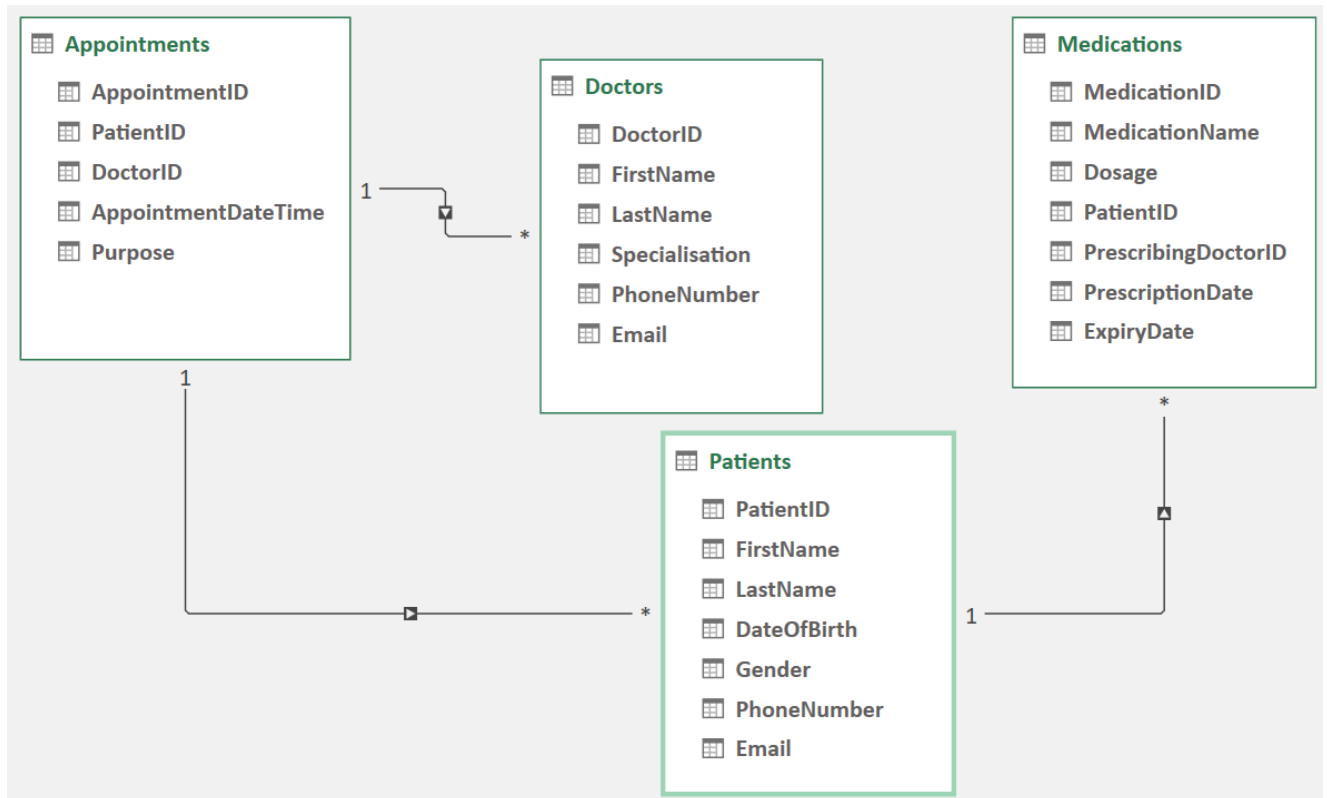 Appointments
AppointmentID
PatientID
DoctorID
AppointmentDateTime
Purpose
1
*
1
Doctors
DoctorID
FirstName
LastName
Specialisation
PhoneNumber
Email
Medications
MedicationID
MedicationName
Dosage
PatientID
PrescribingDoctorID
PrescriptionDate
ExpiryDate
*
Patients
PatientID
FirstName
LastName
DateOfBirth
Gender
PhoneNumber
Email
*
1